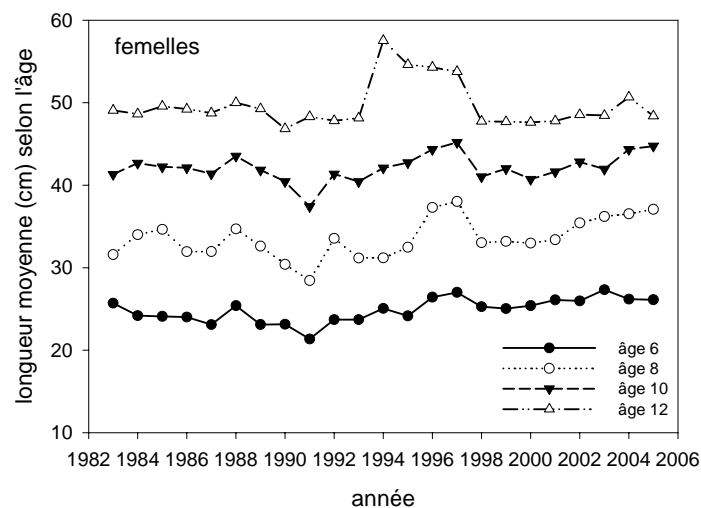 60
femelles
50
40
30
20
10
longueur moyenne (cm) selon l'âge
âge 6
âge 8
âge 10
âge 12
1982 1984 1986 1988 1990 1992 1994 1996 1998 2000 2002 2004 2006
année